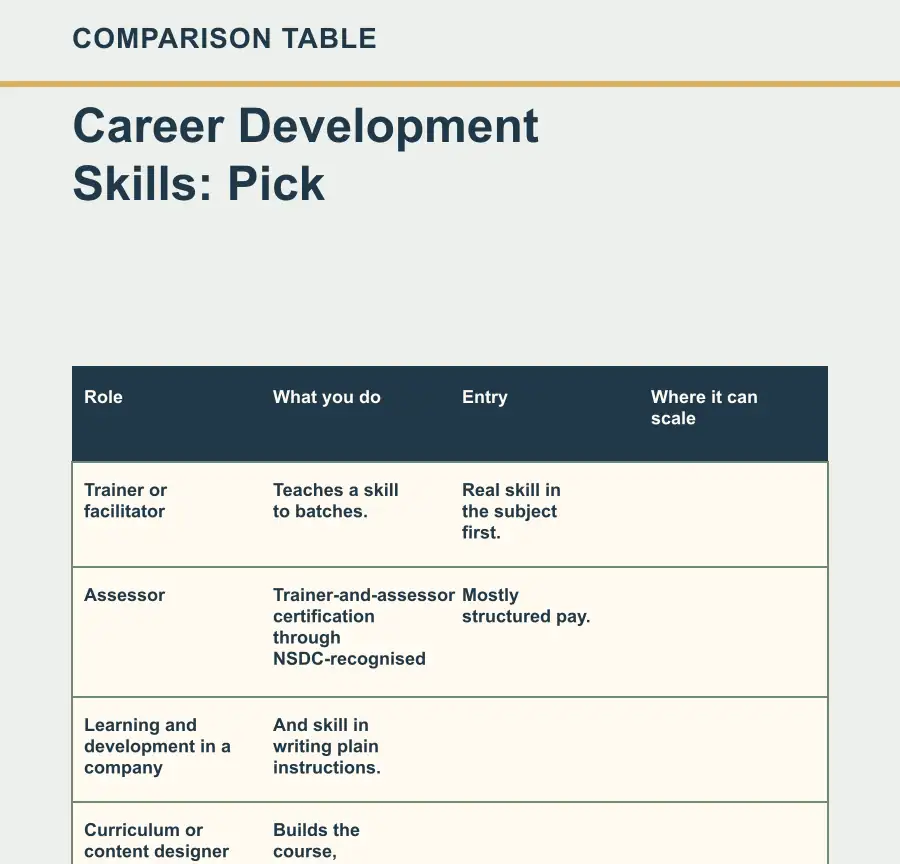 COMPARISON TABLE
Career Development
Skills: Pick
Role
What you do
Entry
Where it can
scale
Trainer or
facilitator
Teaches a skill
to batches.
Real skill in
the subject
first.
Assessor
Trainer-and-assessor
certification
through
NSDC-recognised
Mostly
structured pay.
Learning and
development in a
company
And skill in
writing plain
instructions.
Curriculum or
content designer
Builds the
course,